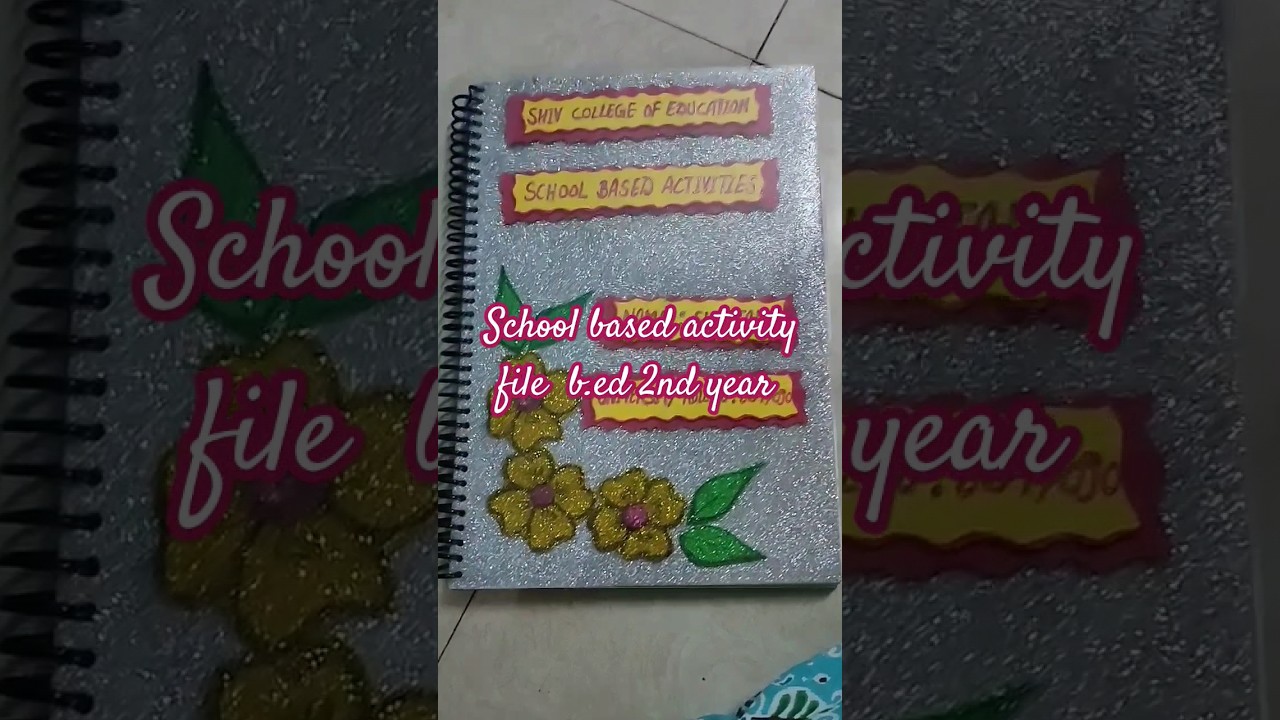 SHIV COLLEGE OF EDUCATION
SCHOOL BASED ACTIVITIES
School based activity
file b.ed 2nd year